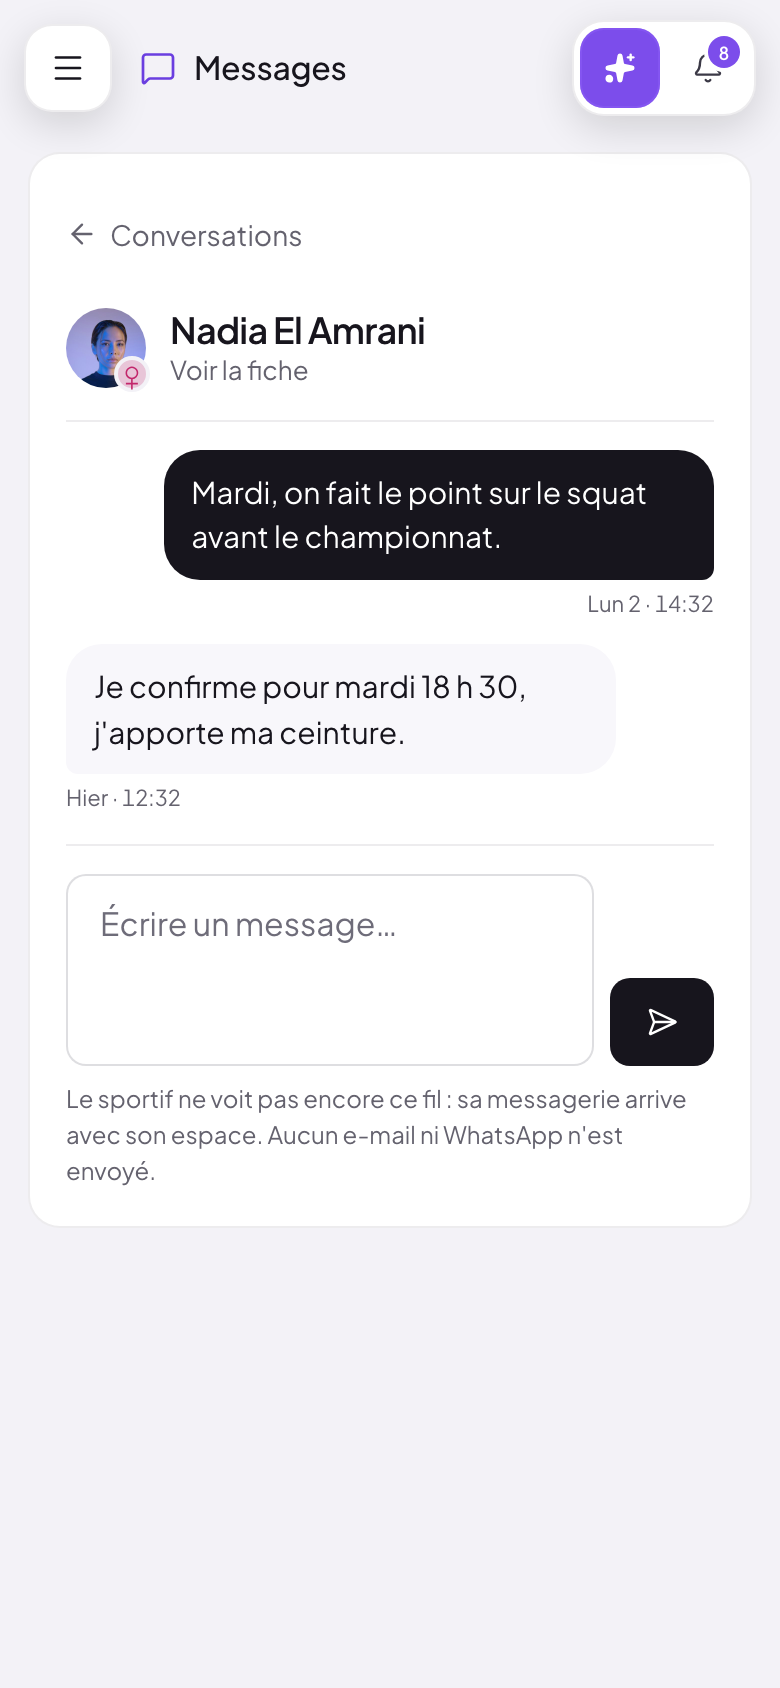 Messages
8
Conversations
Nadia El Amrani
Voir la fiche
Mardi, on fait le point sur le squat
avant le championnat.
Lun 2 · 14:32
Je confirme pour mardi 18 h 30,
j'apporte ma ceinture.
Hier · 12:32
Écrire un message...
Le sportif ne voit pas encore ce fil : sa messagerie arrive
avec son espace. Aucun e-mail ni WhatsApp n'est
envoyé.